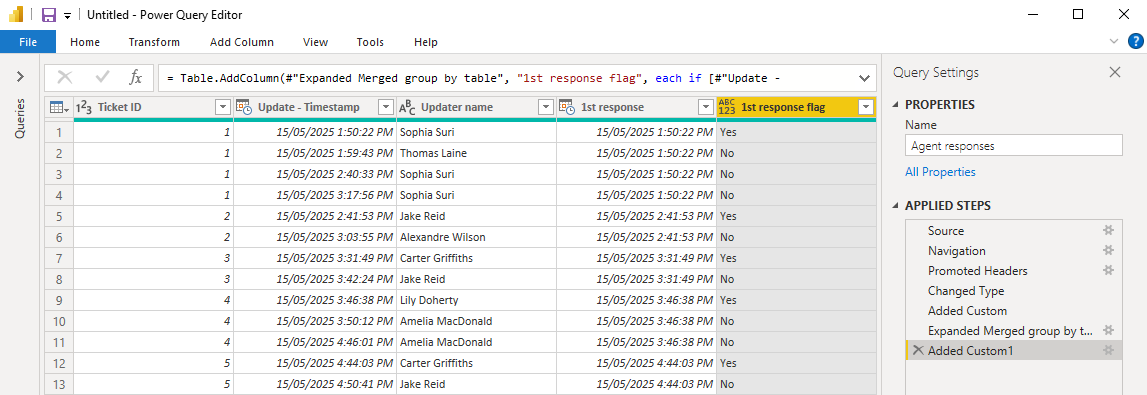 Untitled - Power Query Editor
File Home Transform Add Column View Tools Help
?
fx = Table.AddColumn(#"Expanded Merged group by table", "1st response flag", each if [#"Update -
Queries
1 2 3 Ticket ID Update - Timestamp A B C Updater name 1st response ABC 123 1st response flag
1 1 15/05/2025 1:50:22 PM Sophia Suri 15/05/2025 1:50:22 PM Yes
2 1 15/05/2025 1:59:43 PM Thomas Laine 15/05/2025 1:50:22 PM No
3 1 15/05/2025 2:40:33 PM Sophia Suri 15/05/2025 1:50:22 PM No
4 1 15/05/2025 3:17:56 PM Sophia Suri 15/05/2025 1:50:22 PM No
5 2 15/05/2025 2:41:53 PM Jake Reid 15/05/2025 2:41:53 PM Yes
6 2 15/05/2025 3:03:55 PM Alexandre Wilson 15/05/2025 2:41:53 PM No
7 3 15/05/2025 3:31:49 PM Carter Griffiths 15/05/2025 3:31:49 PM Yes
8 3 15/05/2025 3:42:24 PM Jake Reid 15/05/2025 3:31:49 PM No
9 4 15/05/2025 3:46:38 PM Lily Doherty 15/05/2025 3:46:38 PM Yes
10 4 15/05/2025 3:50:12 PM Amelia MacDonald 15/05/2025 3:46:38 PM No
11 4 15/05/2025 4:46:01 PM Amelia MacDonald 15/05/2025 3:46:38 PM No
12 5 15/05/2025 4:44:03 PM Carter Griffiths 15/05/2025 4:44:03 PM Yes
13 5 15/05/2025 4:50:41 PM Jake Reid 15/05/2025 4:44:03 PM No
Query Settings
PROPERTIES
Name
Agent responses
All Properties
APPLIED STEPS
Source
Navigation
Promoted Headers
Changed Type
Added Custom
Expanded Merged group by t...
Added Custom1